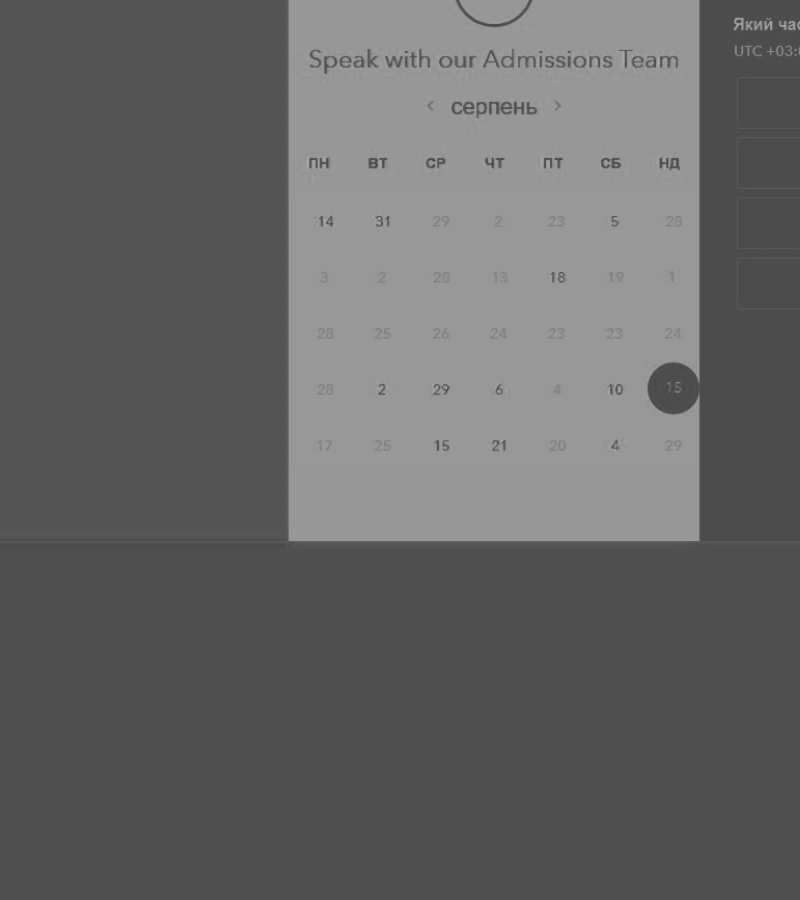 Speak with our Admissions Team
< серпень >
ПН ВТ СР ЧТ ПТ СБ НД
14 31 29 2 23 5 28
3 2 28 13 18 19 1
28 25 26 24 23 23 24
28 2 29 6 4 10 15
17 25 15 21 20 4 29
Який
UTC +03: